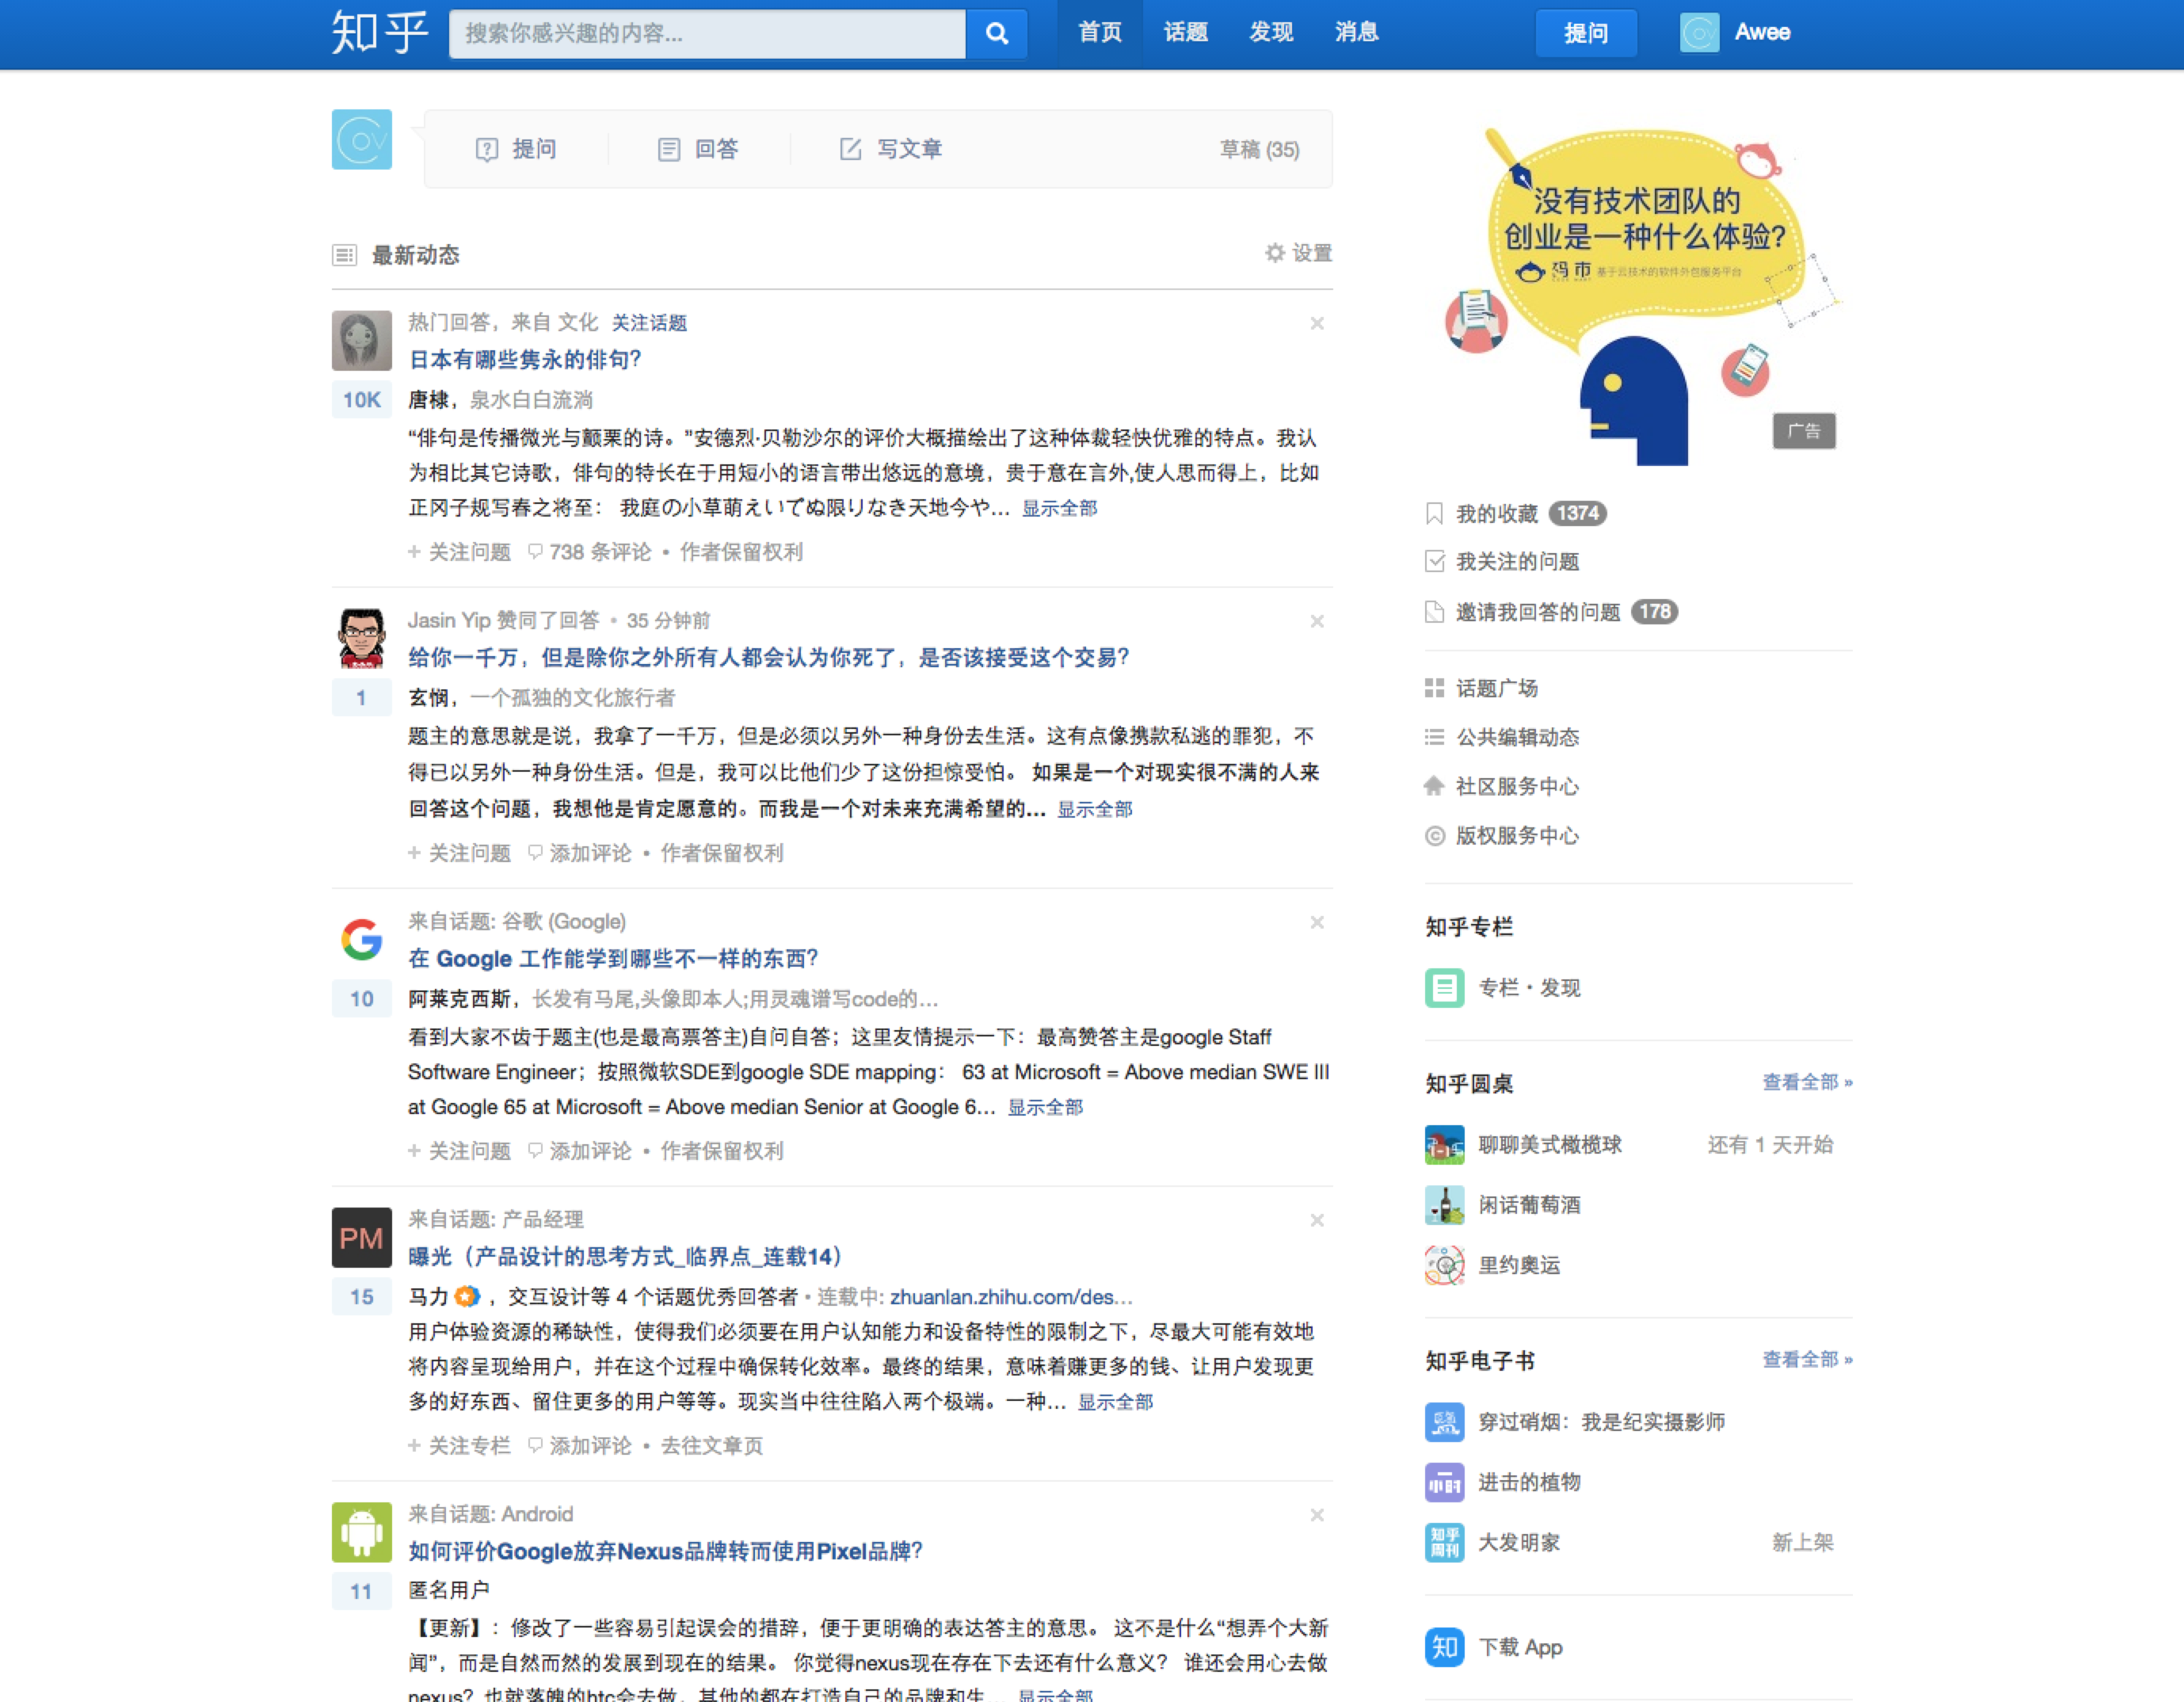 知乎
搜索你感兴趣的内容...
首页 话题 发现 消息
提问
Awee
提问 回答 写文章 草稿 (35)
最新动态 设置
热门回答，来自 文化 关注话题
日本有哪些隽永的俳句？
10K
唐棣，泉水白白流淌
“俳句是传播微光与颤栗的诗。”安德烈·贝勒沙尔的评价大概描绘出了这种体裁轻快优雅的特点。我认
为相比其它诗歌，俳句的特长在于用短小的语言带出悠远的意境，贵于意在言外,使人思而得上，比如
正冈子规写春之将至： 我庭の小草萌えいでぬ限りなき天地今や... 显示全部
+ 关注问题 738 条评论 • 作者保留权利
Jasin Yip 赞同了回答 • 35 分钟前
给你一千万，但是除你之外所有人都会认为你死了，是否该接受这个交易？
1
玄悯，一个孤独的文化旅行者
题主的意思就是说，我拿了一千万，但是必须以另外一种身份去生活。这有点像携款私逃的罪犯，不
得已以另外一种身份生活。但是，我可以比他们少了这份担惊受怕。 如果是一个对现实很不满的人来
回答这个问题，我想他是肯定愿意的。而我是一个对未来充满希望的... 显示全部
+ 关注问题 添加评论 • 作者保留权利
来自话题: 谷歌 (Google)
在 Google 工作能学到哪些不一样的东西？
10
阿莱克西斯，长发有马尾,头像即本人;用灵魂谱写code的...
看到大家不齿于题主(也是最高票答主)自问自答；这里友情提示一下：最高赞答主是google Staff
Software Engineer；按照微软SDE到google SDE mapping： 63 at Microsoft = Above median SWE III
at Google 65 at Microsoft = Above median Senior at Google 6... 显示全部
+ 关注问题 添加评论 • 作者保留权利
PM
来自话题: 产品经理
曝光（产品设计的思考方式_临界点_连载14）
15
马力 ，交互设计等 4 个话题优秀回答者 • 连载中: zhuanlan.zhihu.com/des...
用户体验资源的稀缺性，使得我们必须要在用户认知能力和设备特性的限制之下，尽最大可能有效地
将内容呈现给用户，并在这个过程中确保转化效率。最终的结果，意味着赚更多的钱、让用户发现更
多的好东西、留住更多的用户等等。现实当中往往陷入两个极端。一种... 显示全部
+ 关注专栏 添加评论 • 去往文章页
来自话题: Android
如何评价Google放弃Nexus品牌转而使用Pixel品牌？
11
匿名用户
【更新】：修改了一些容易引起误会的措辞，便于更明确的表达答主的意思。 这不是什么“想弄个大新
闻”，而是自然而然的发展到现在的结果。 你觉得nexus现在存在下去还有什么意义？ 谁还会用心去做
nexus？也就落魄的htc会去做，其他的都在打造自己的品牌和生... 显示全部
没有技术团队的
创业是一种什么体验?
码市 基于云技术的软件外包服务平台
广告
我的收藏 1374
我关注的问题
邀请我回答的问题 178
话题广场
公共编辑动态
社区服务中心
版权服务中心
知乎专栏
专栏 · 发现
知乎圆桌 查看全部 »
聊聊美式橄榄球 还有 1 天开始
闲话葡萄酒
里约奥运
知乎电子书 查看全部 »
穿过硝烟：我是纪实摄影师
进击的植物
知乎周刊 大发明家 新上架
知 下载 App